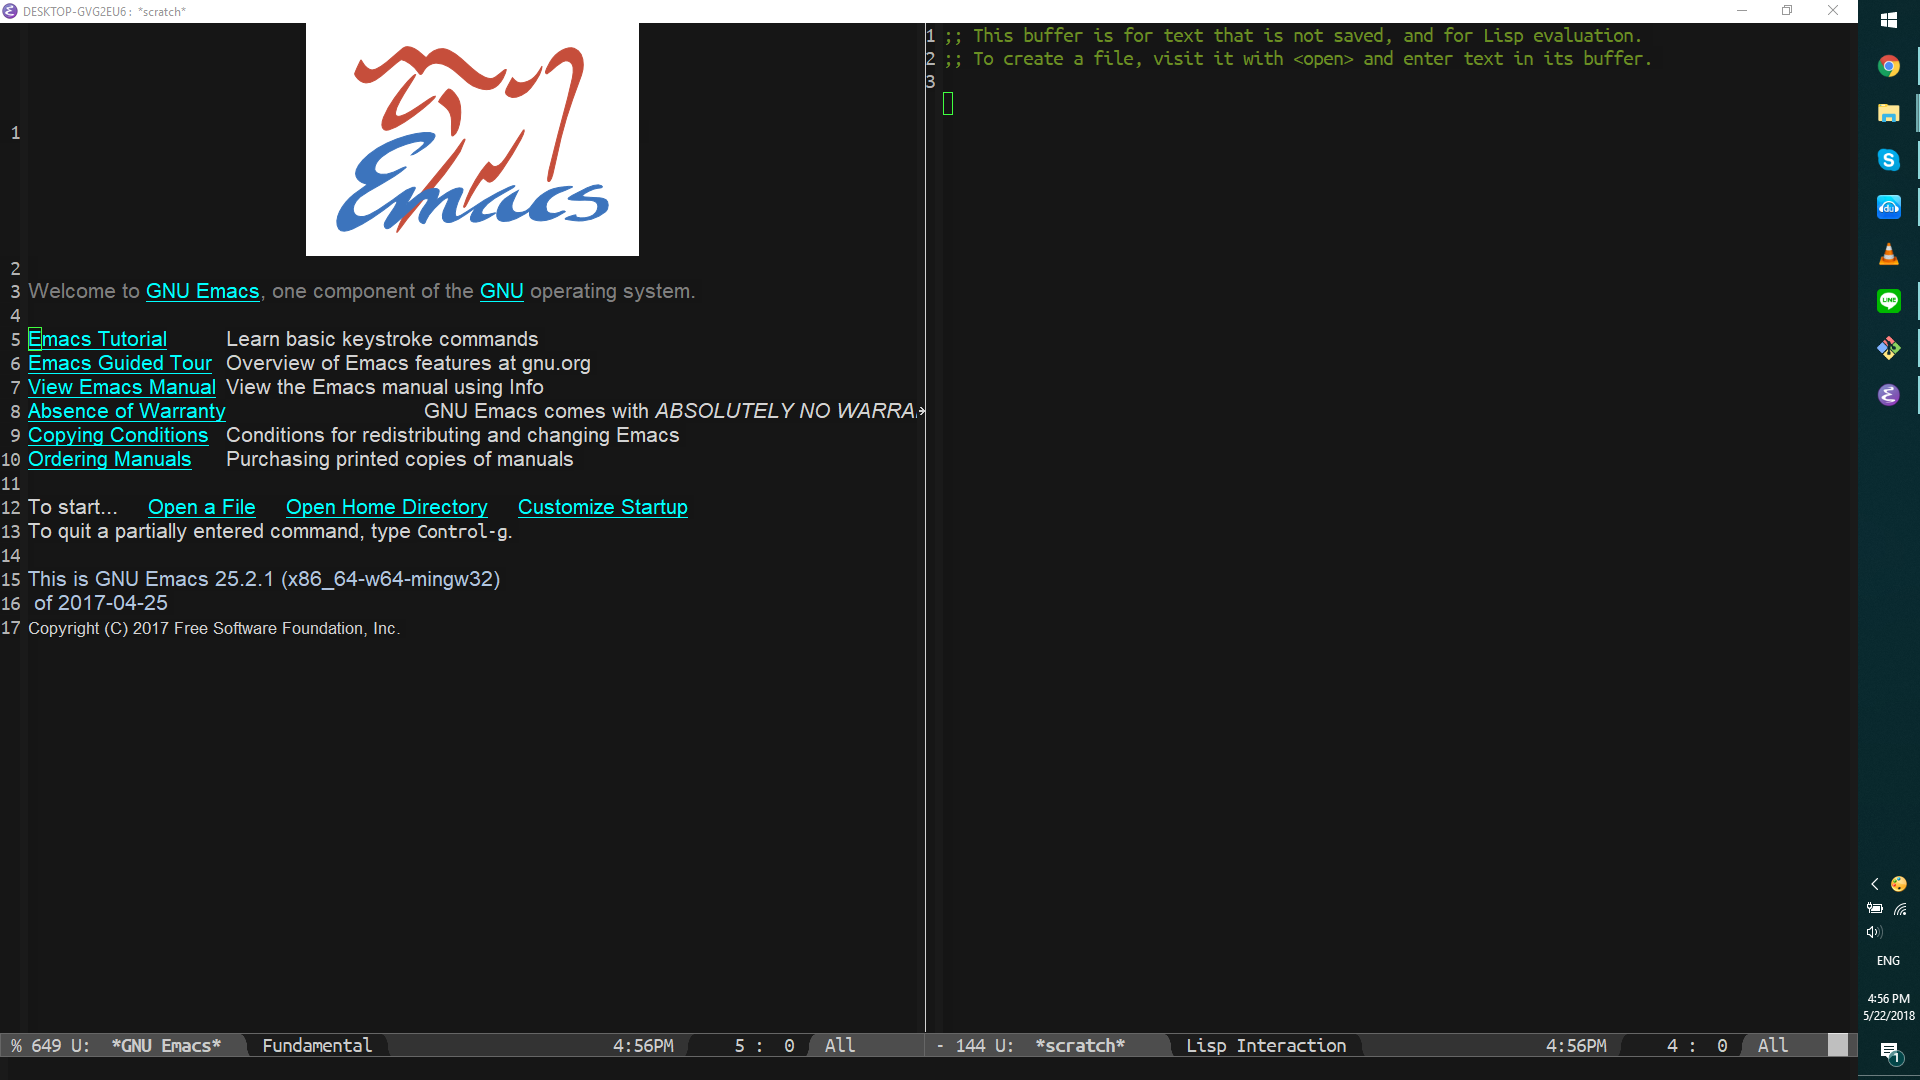 DESKTOP-GVG2EU6: *scratch*
Emacs
1
2
3 Welcome to GNU Emacs, one component of the GNU operating system.
4
5 Emacs Tutorial Learn basic keystroke commands
6 Emacs Guided Tour Overview of Emacs features at gnu.org
7 View Emacs Manual View the Emacs manual using Info
8 Absence of Warranty GNU Emacs comes with ABSOLUTELY NO WARRA
9 Copying Conditions Conditions for redistributing and changing Emacs
10 Ordering Manuals Purchasing printed copies of manuals
11
12 To start... Open a File Open Home Directory Customize Startup
13 To quit a partially entered command, type Control-g.
14
15 This is GNU Emacs 25.2.1 (x86_64-w64-mingw32)
16 of 2017-04-25
17 Copyright (C) 2017 Free Software Foundation, Inc.
% 649 U: *GNU Emacs* Fundamental 4:56PM 5 : 0 All
1 ;; This buffer is for text that is not saved, and for Lisp evaluation.
2 ;; To create a file, visit it with <open> and enter text in its buffer.
3
- 144 U: *scratch* Lisp Interaction 4:56PM 4 : 0 All
S
du
LINE
ENG
4:56 PM
5/22/2018
1